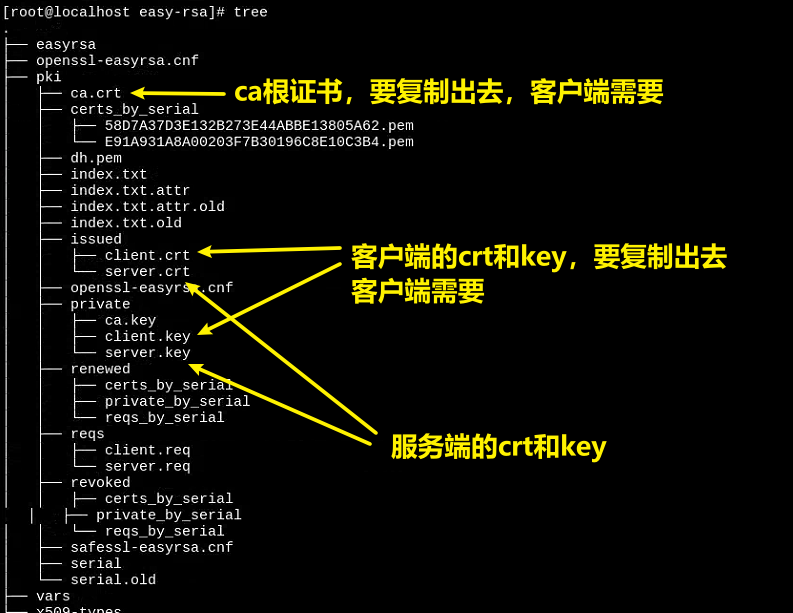 [root@localhost easy-rsa]# tree
.
├── easyrsa
├── openssl-easyrsa.cnf
├── pki
│   ├── ca.crt
ca根证书，要复制出去，客户端需要
│   ├── certs_by_serial
│   │   ├── 58D7A37D3E132B273E44ABBE13805A62.pem
│   │   └── E91A931A8A00203F7B30196C8E10C3B4.pem
│   ├── dh.pem
│   ├── index.txt
│   ├── index.txt.attr
│   ├── index.txt.attr.old
│   ├── index.txt.old
│   ├── issued
│   │   ├── client.crt
│   │   └── server.crt
客户端的crt和key，要复制出去
客户端需要
│   ├── openssl-easyrsa.cnf
│   ├── private
│   │   ├── ca.key
│   │   ├── client.key
│   │   └── server.key
│   ├── renewed
│   │   ├── certs_by_serial
│   │   ├── private_by_serial
│   │   └── reqs_by_serial
│   ├── reqs
│   │   ├── client.req
│   │   └── server.req
服务端的crt和key
│   ├── revoked
│   │   ├── certs_by_serial
│   ├── private_by_serial
│   │   └── reqs_by_serial
│   ├── safessl-easyrsa.cnf
│   ├── serial
│   └── serial.old
├── vars
└── x509-types